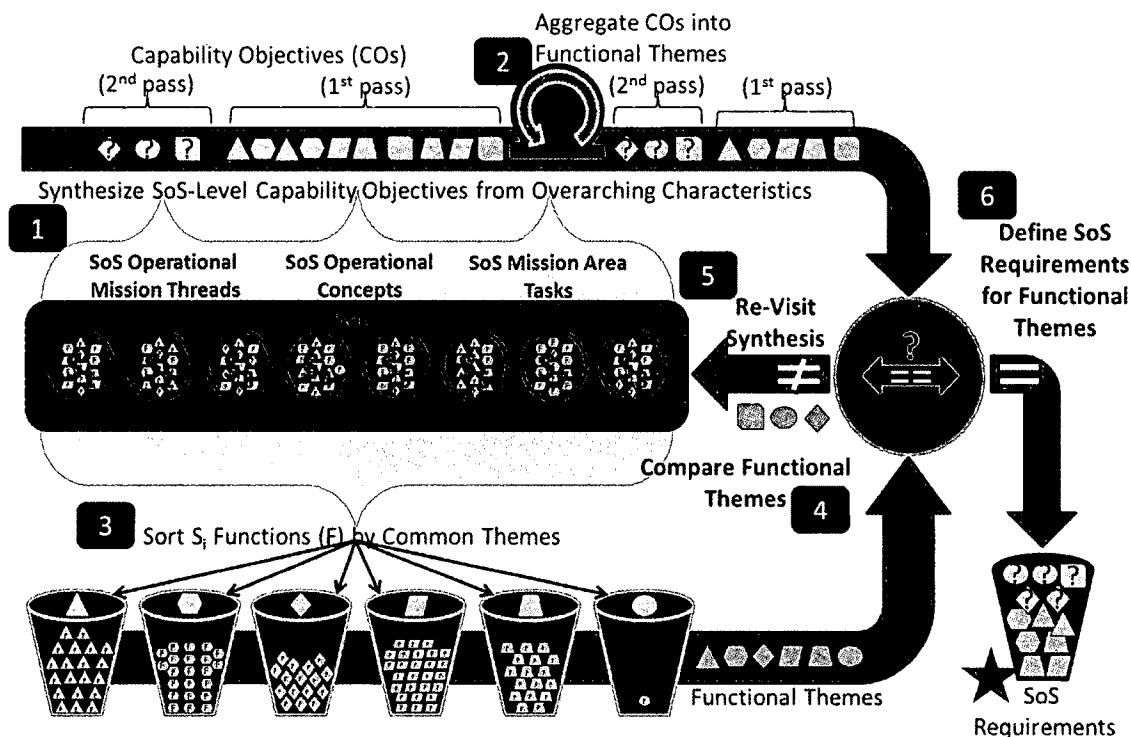 Aggregate COs into
Functional Themes
2
Capability Objectives (COs)
(2nd pass)
(1st pass)
(2nd pass)
(1st pass)
? ? ?
? ? ?
Synthesize SoS-Level Capability Objectives from Overarching Characteristics
1
SoS Operational
Mission Threads
SoS Operational
Concepts
SoS Mission Area
Tasks
5
Re-Visit
Synthesis
≠
?
==
=
6
Define SoS
Requirements
for Functional
Themes
Compare Functional
Themes
4
3
Sort Si Functions (F) by Common Themes
Functional Themes
? ? ?
? ?
SoS
Requirements